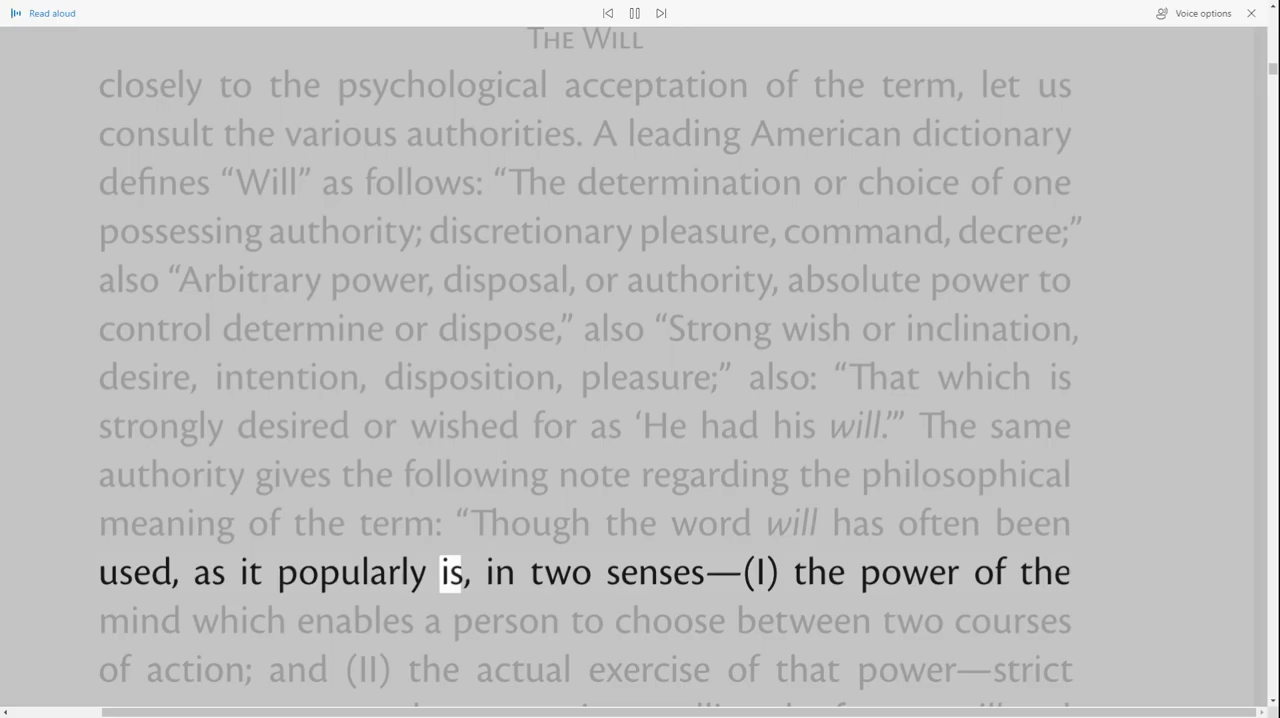 Read aloud
Voice options
THE WILL
closely to the psychological acceptation of the term, let us
consult the various authorities. A leading American dictionary
defines “Will” as follows: “The determination or choice of one
possessing authority; discretionary pleasure, command, decree;”
also “Arbitrary power, disposal, or authority, absolute power to
control determine or dispose,” also “Strong wish or inclination,
desire, intention, disposition, pleasure;” also: “That which is
strongly desired or wished for as ‘He had his will.’” The same
authority gives the following note regarding the philosophical
meaning of the term: “Though the word will has often been
used, as it popularly is, in two senses—(I) the power of the
mind which enables a person to choose between two courses
of action; and (II) the actual exercise of that power—strict